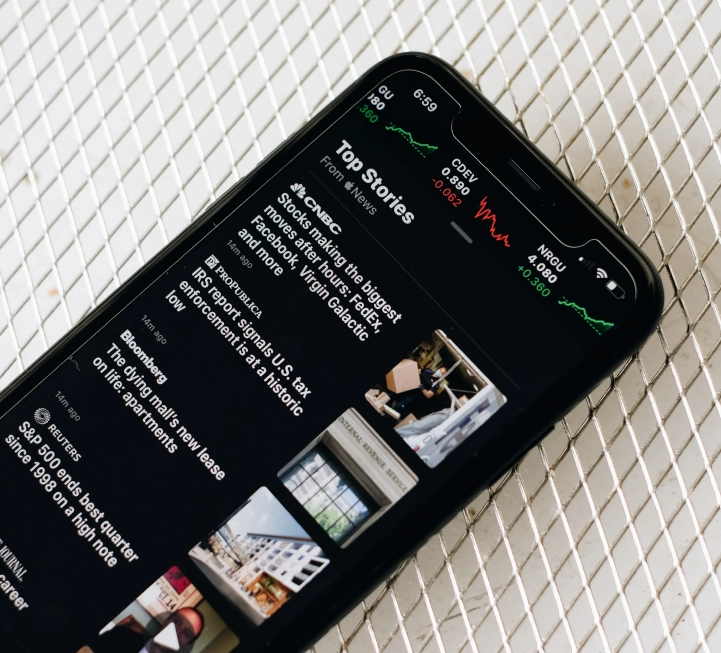 6:59
GU
180
360
CDEV
0.890
-0.062
NRGU
4.080
+0.360
Top Stories
From News
CNBC
Stocks making the biggest
moves after hours: FedEx,
Facebook, Virgin Galactic
and more
14m ago
PROPUBLICA
IRS report signals U.S. tax
enforcement is at a historic
low
14m ago
INTERNAL REVENUE SERVICE
Bloomberg
The dying mall's new lease
on life: apartments
14m ago
REUTERS
S&P 500 ends best quarter
since 1998 on a high note
JOURNAL
career